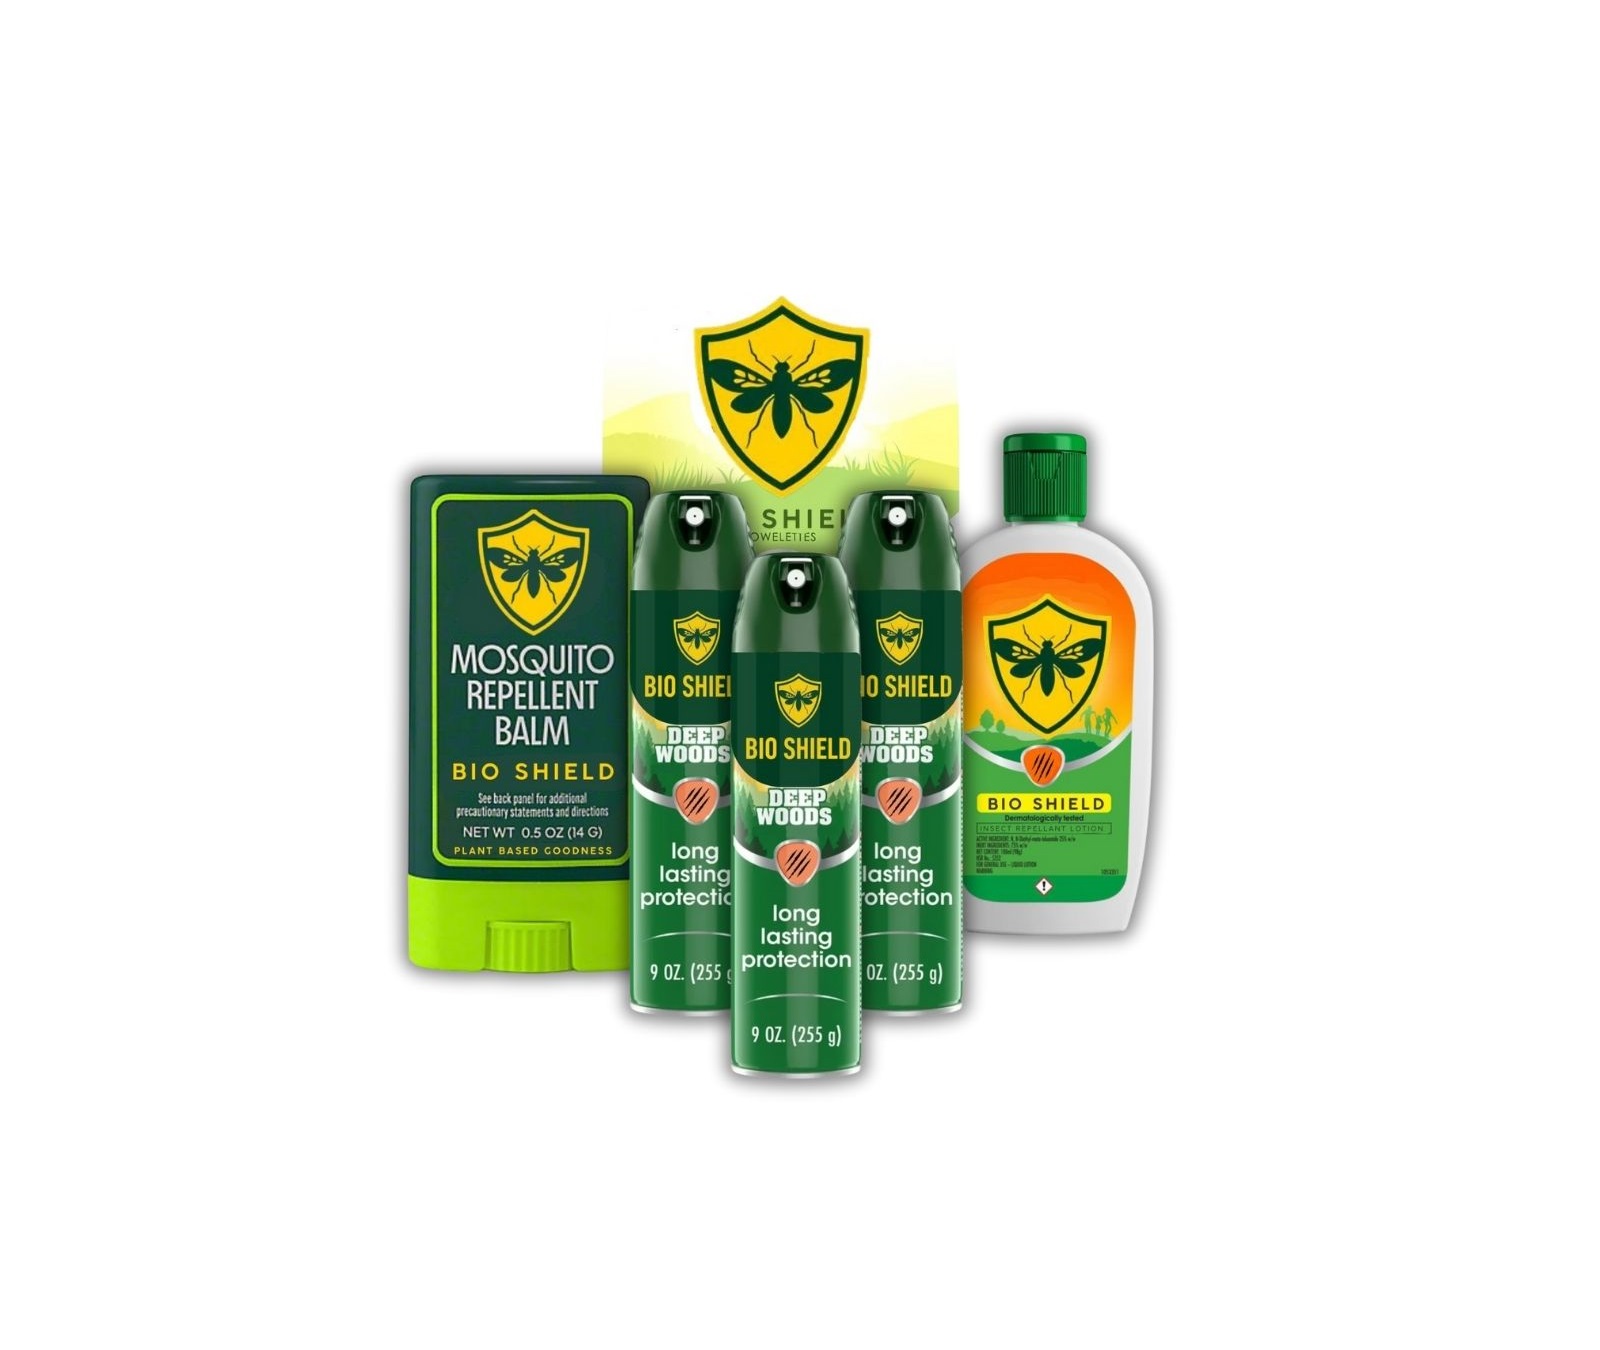 SHIEL
OWELETIES
MOSQUITO
REPELLENT
BALM
BIO SHIELD
See back panel for additional
precautionary statements and directions
NET WT 0.5 OZ (14 G)
PLANT BASED GOODNESS
BIO SHIEL
DEEP
WOODS
long
lasting
protectio
9 OZ. (255 g
BIO SHIELD
DEEP
WOODS
long
lasting
protection
9 OZ. (255 g)
IO SHIELD
DEEP
WOODS
long
lasting
rotection
OZ. (255 g)
BIO SHIELD
Dermatologically tested
INSECT REPELLANT LOTION